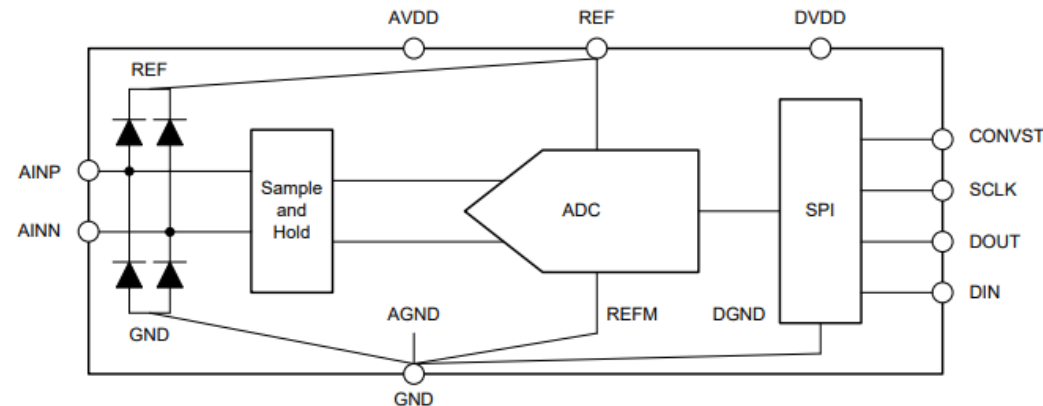 AVDD
REF
DVDD
REF
AINP
AINN
Sample
and
Hold
ADC
SPI
CONVST
SCLK
DOUT
DIN
GND
AGND
REFM
DGND
GND